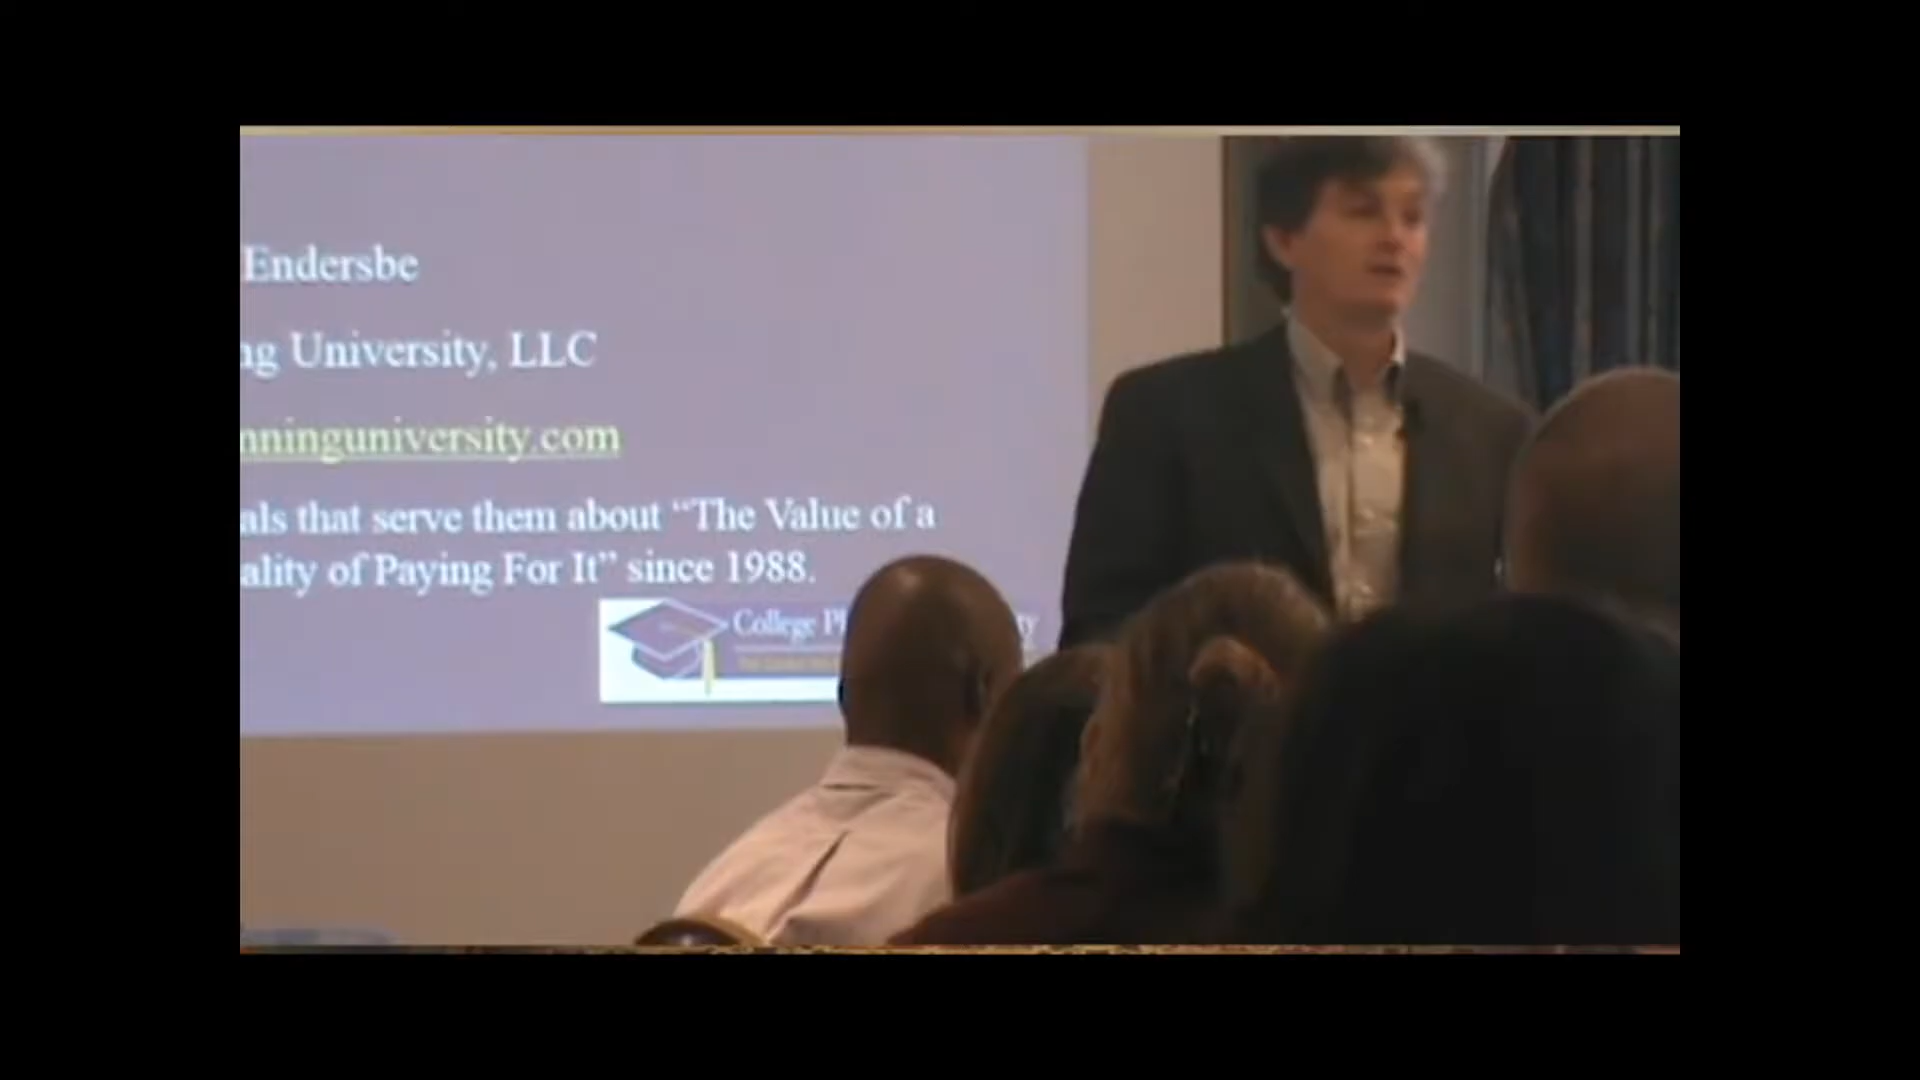 Endersbe
ng University, LLC
nninguniversity.com
als that serve them about “The Value of a
ality of Paying For It” since 1988.
College Pl